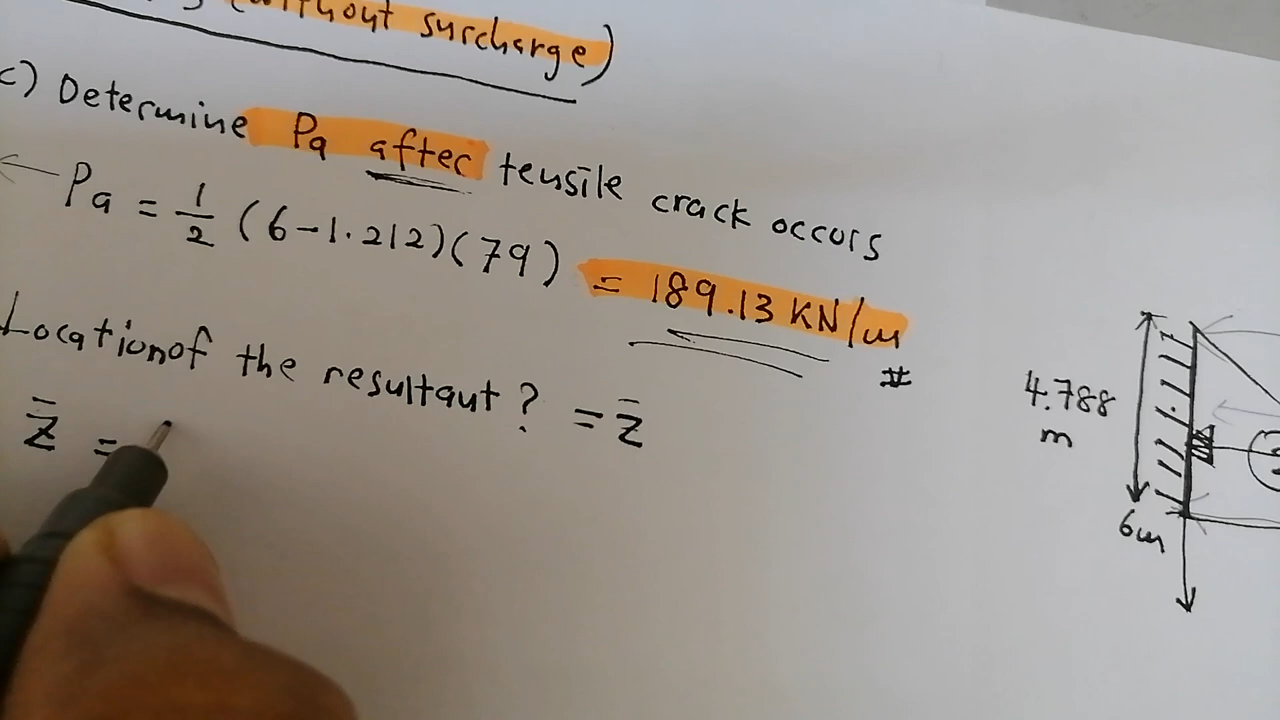 (without surcharge)
c) Determine Pa after tensile crack occurs
Pa = 1/2 (6-1.212)(79) = 189.13 KN/m
#
Location of the resultant? = z̄
z̄ =
4.788
m
6m